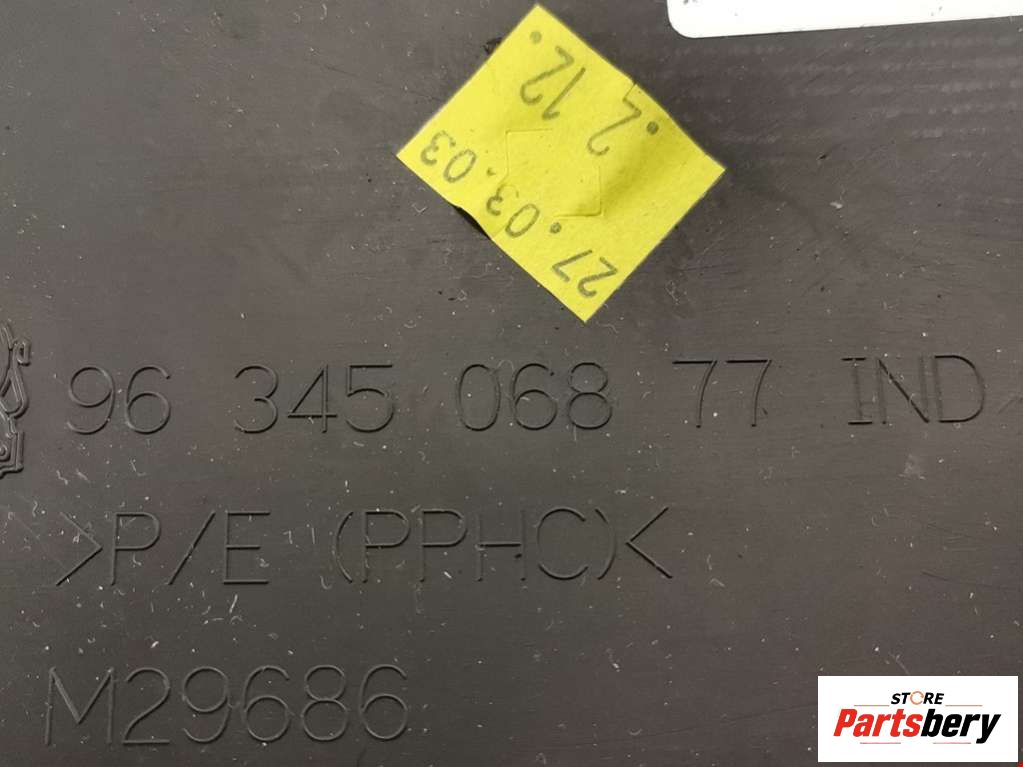 27.03.03
2 12.
96 345 068 77 IND
>P/E (PPHC)<
M29686
STORE
Partsbery